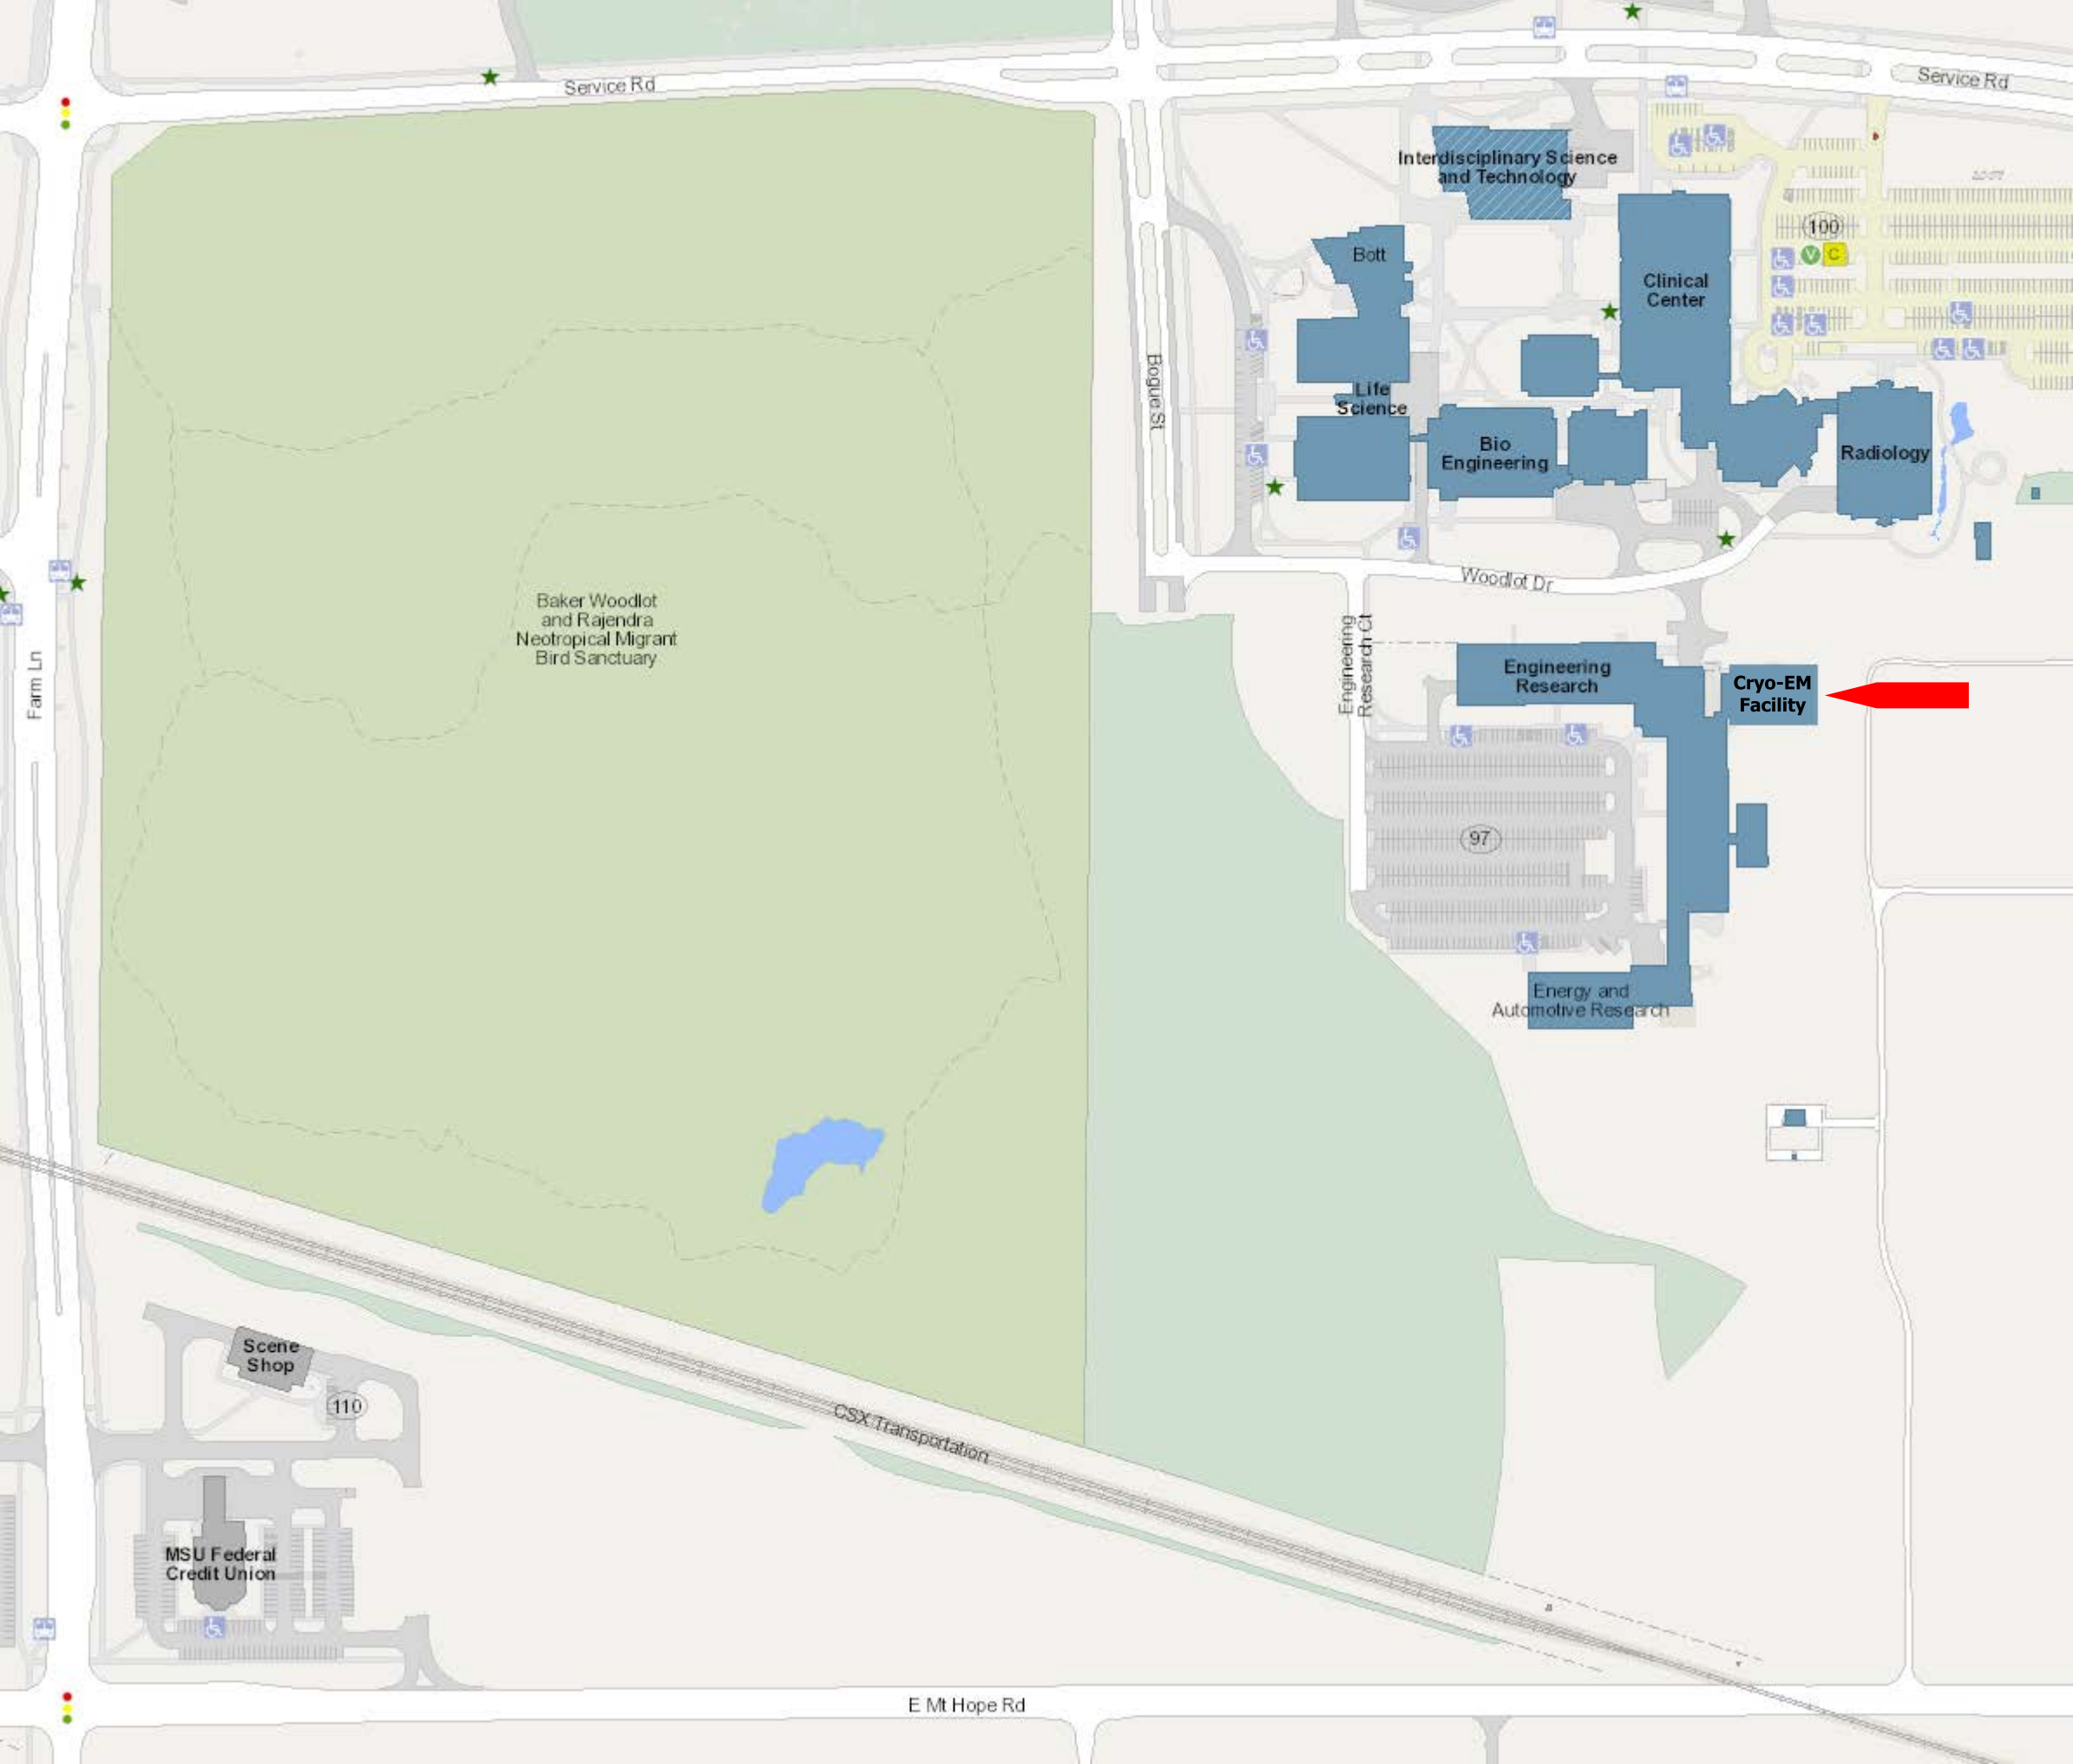 Service Rd
Service Rd
Interdisciplinary Science
and Technology
100
V
C
Bott
Clinical
Center
Bogue St
Life
Science
Bio
Engineering
Radiology
Woodlot Dr
Baker Woodlot
and Rajendra
Neotropical Migrant
Bird Sanctuary
Farm Ln
Engineering
Research Ct
Engineering
Research
Cryo-EM
Facility
97
Energy and
Automotive Research
Scene
Shop
110
CSX Transportation
MSU Federal
Credit Union
E Mt Hope Rd